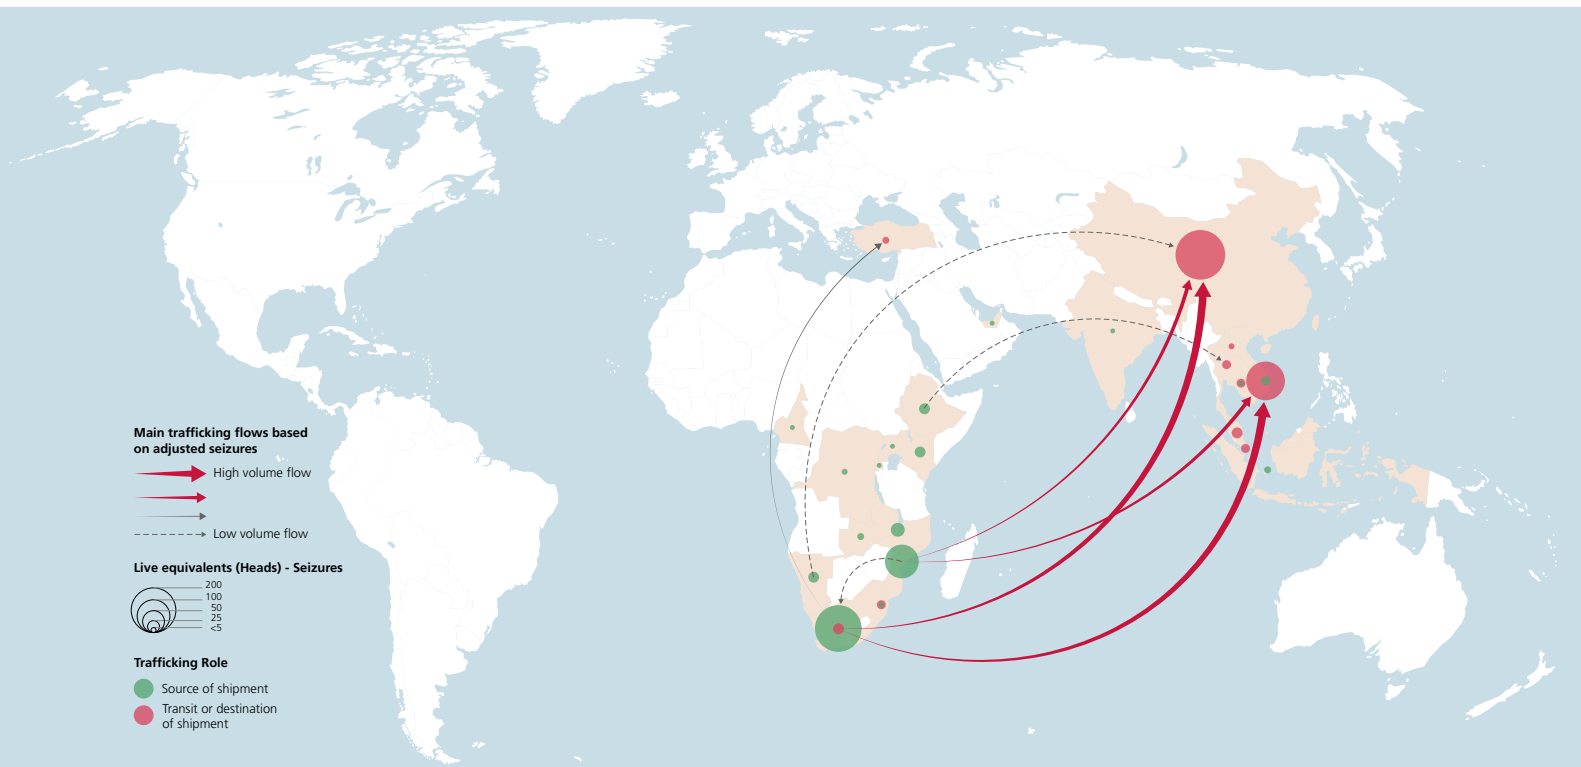 Main trafficking flows based
on adjusted seizures
High volume flow
Low volume flow
Live equivalents (Heads) - Seizures
200
100
50
25
<5
Trafficking Role
Source of shipment
Transit or destination
of shipment